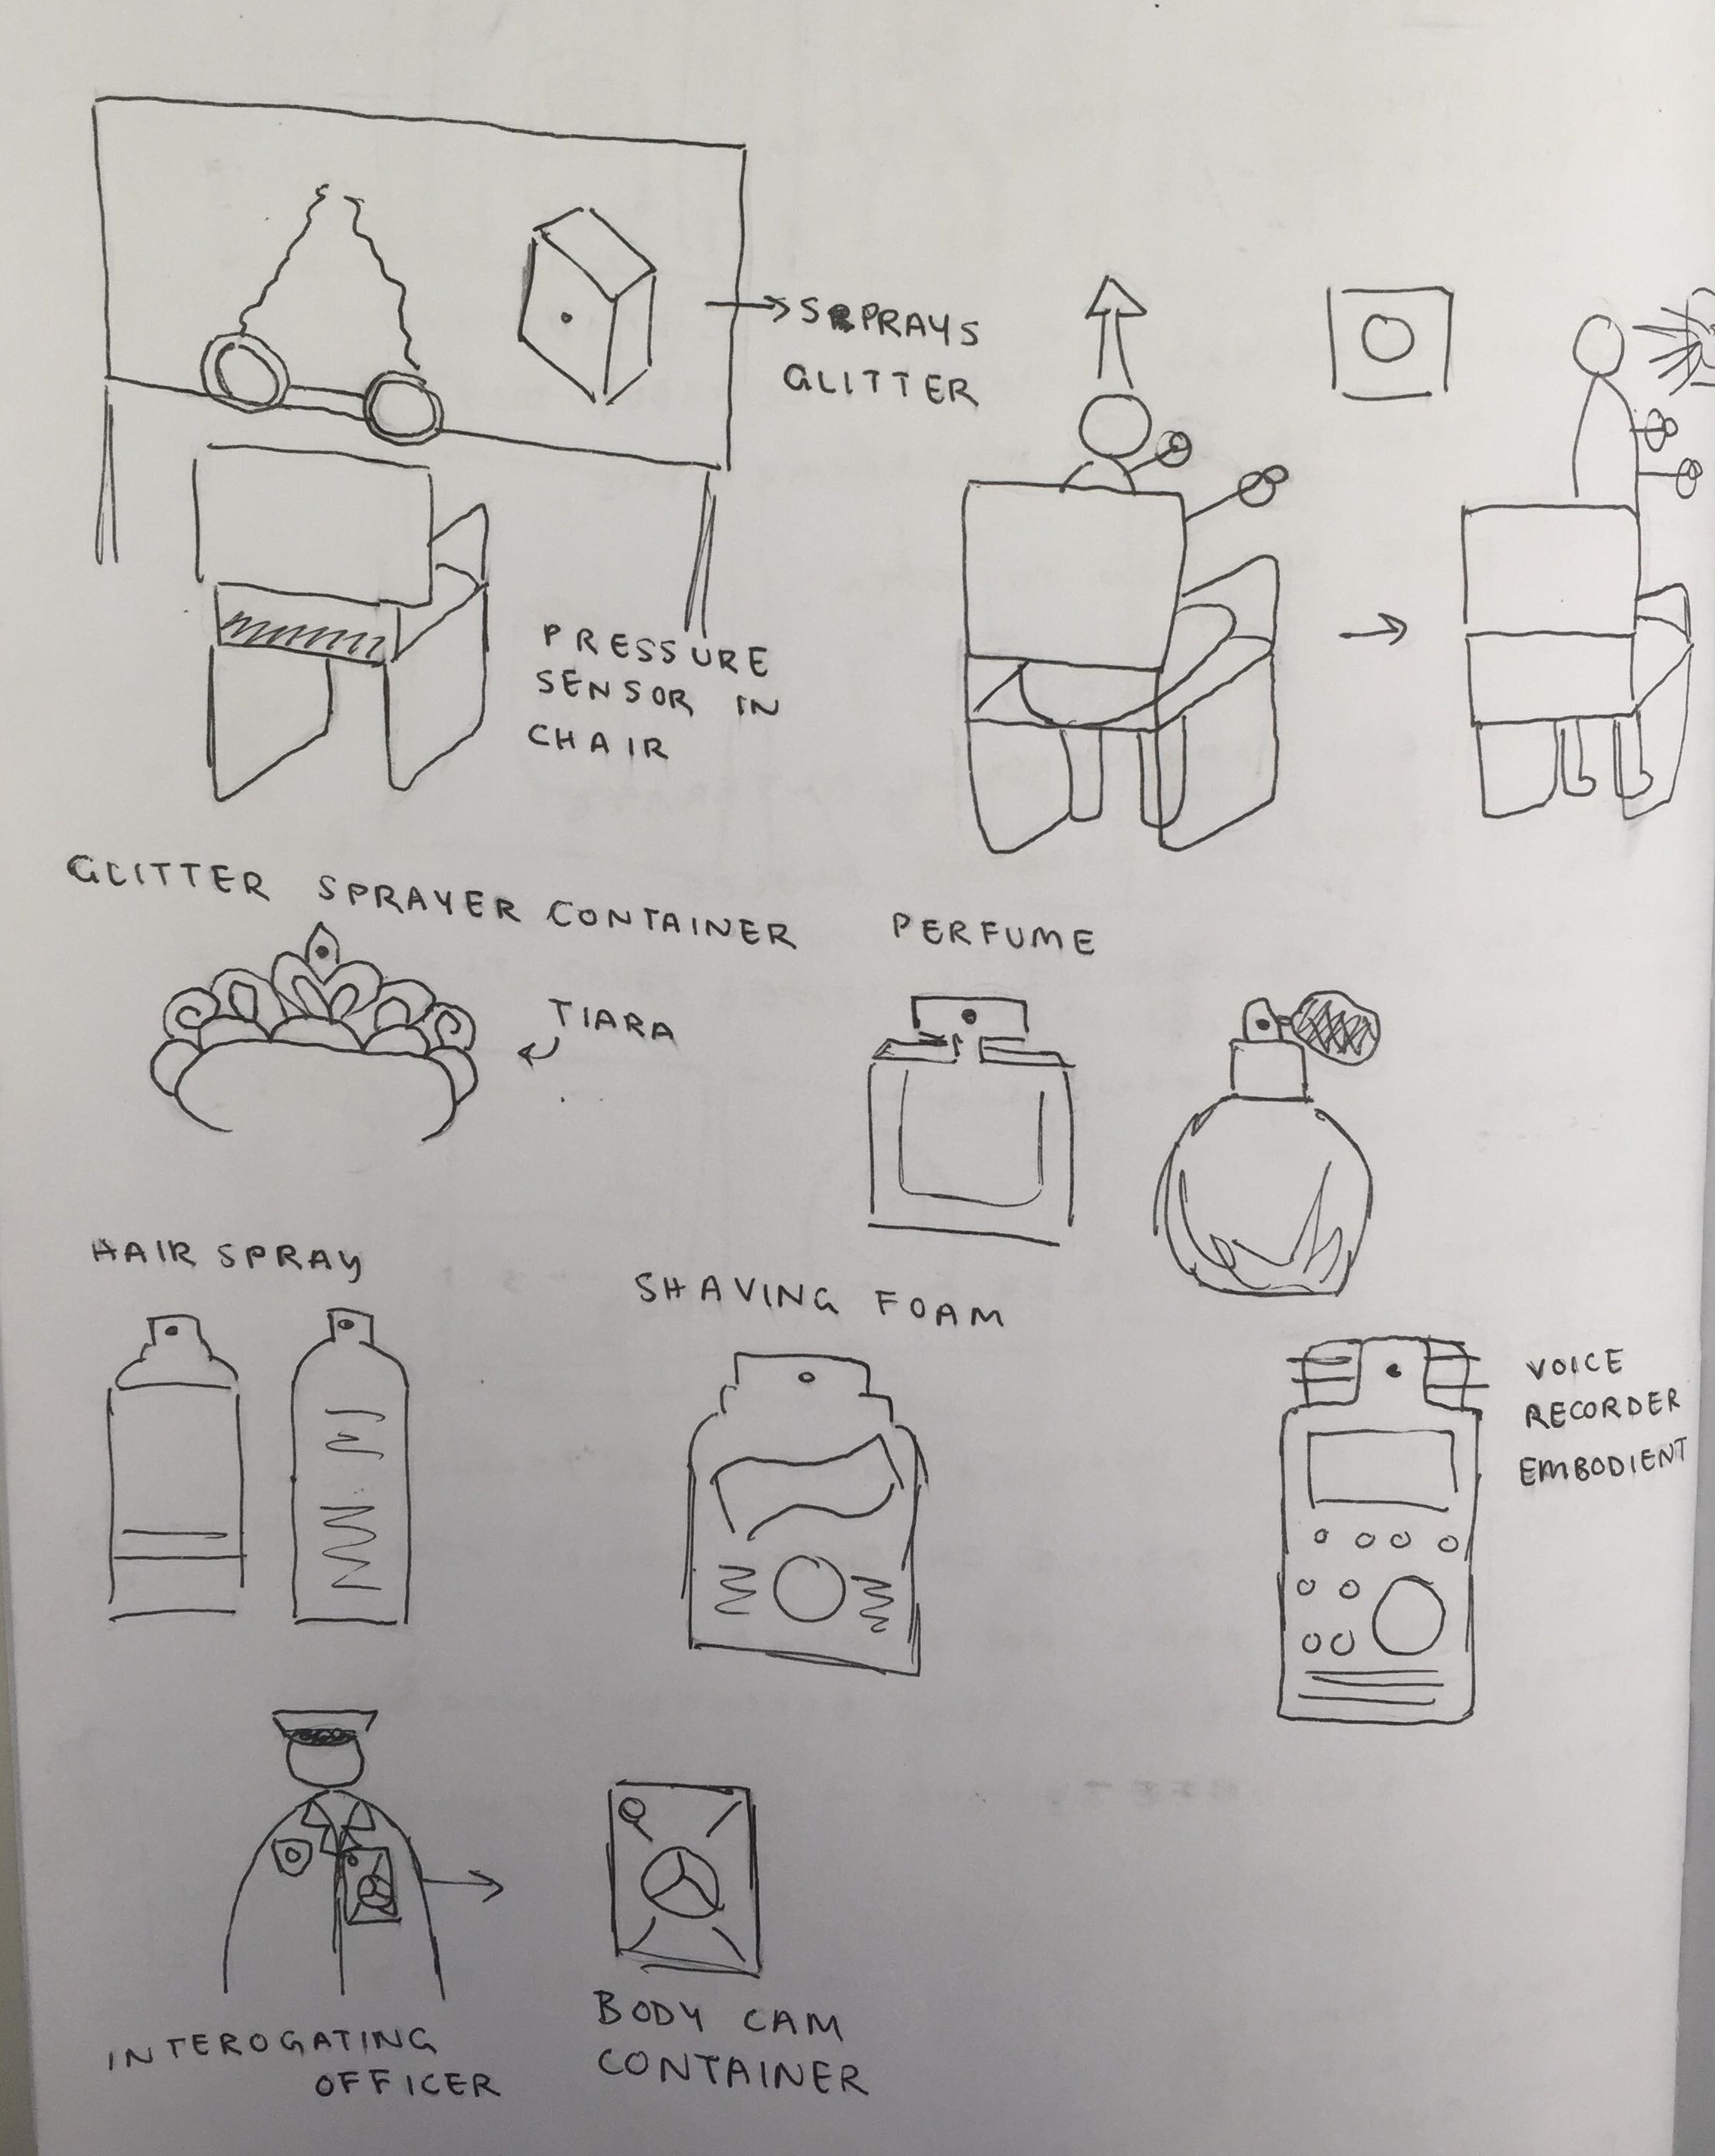 SPRAYS
GLITTER
PRESSURE
SENSOR IN
CHAIR
GLITTER SPRAYER CONTAINER
PERFUME
TIARA
HAIR SPRAY
SHAVING FOAM
VOICE
RECORDER
EMBODIENT
INTEROGATING
OFFICER
BODY CAM
CONTAINER